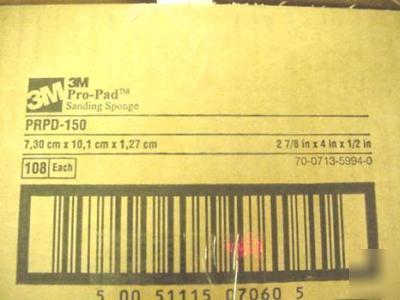 3M
3M
Pro-Pad™
Sanding Sponge
PRPD-150
7,30 cm x 10,1 cm x 1,27 cm 2 7/8 in x 4 in x 1/2 in
70-0713-5994-0
108 Each
5 00 51115 07060 5